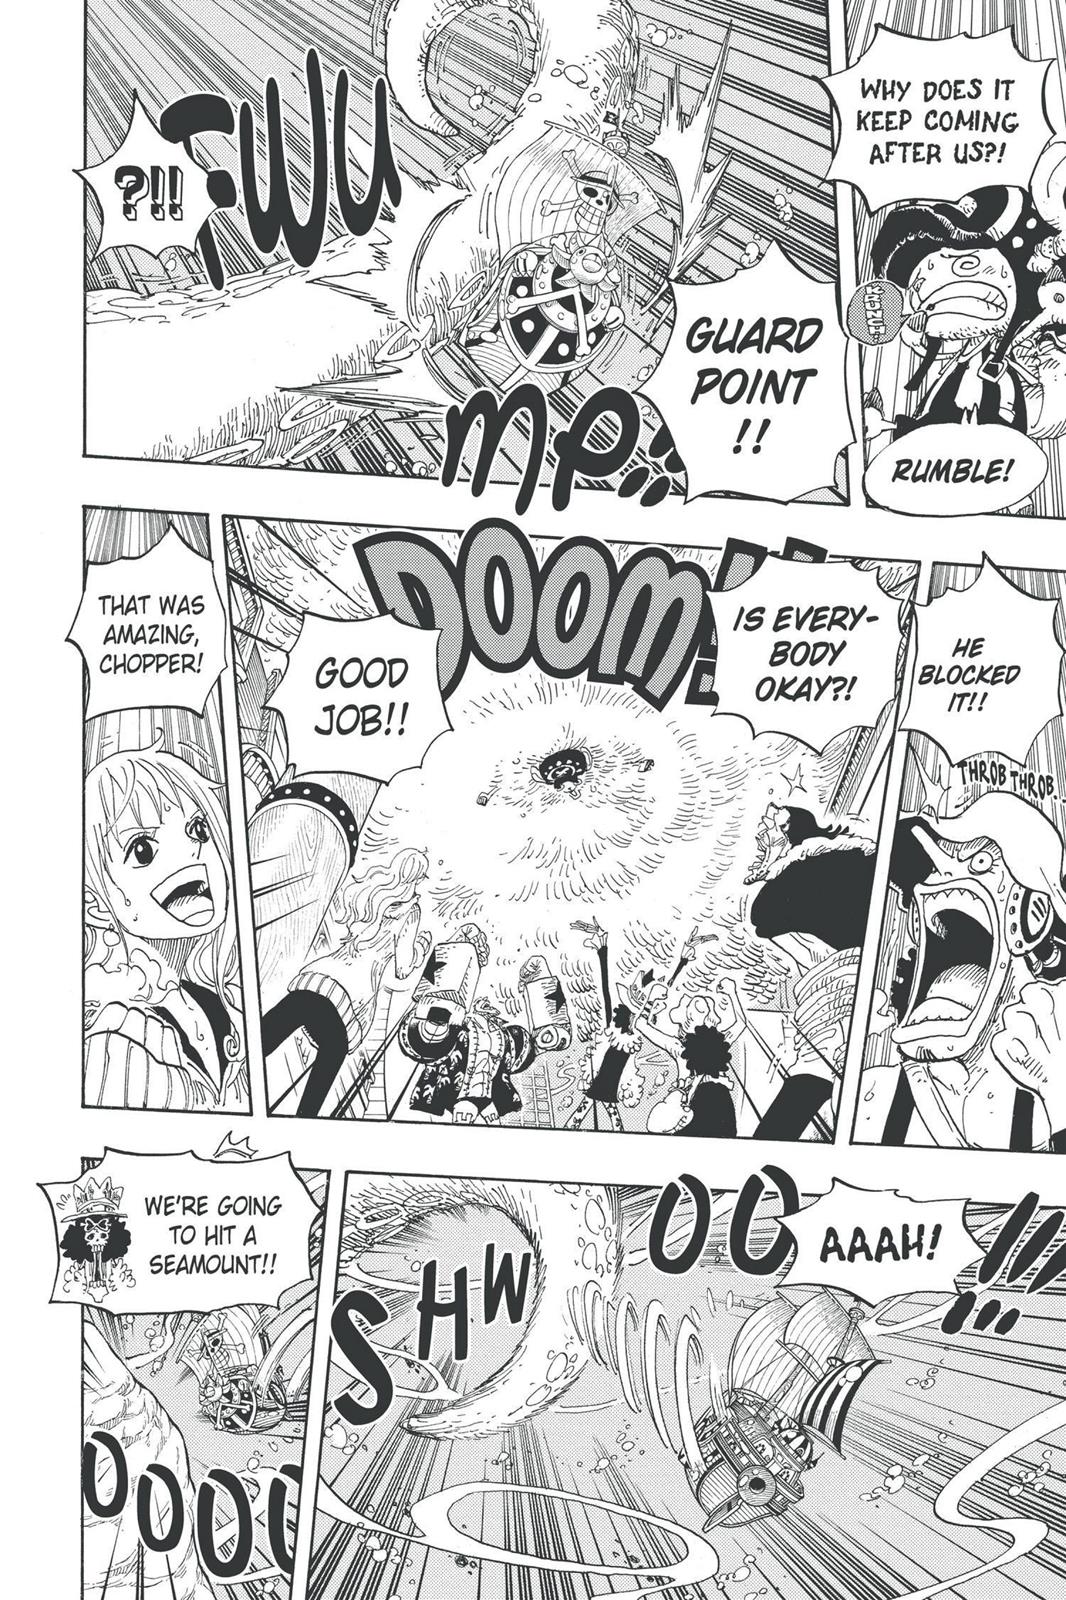 WHY DOES IT
KEEP COMING
AFTER US?!
KRUNCH
RUMBLE!
GUARD
POINT
!!
FWU
MP!!
?!!
HE
BLOCKED
IT!!
THROB THROB..
IS EVERY-
BODY
OKAY?!
DOOM!!
GOOD
JOB!!
THAT WAS
AMAZING,
CHOPPER!
AAAH!
SHW
OO
!!!
!!!
WE'RE GOING
TO HIT A
SEAMOUNT!!
OOOO